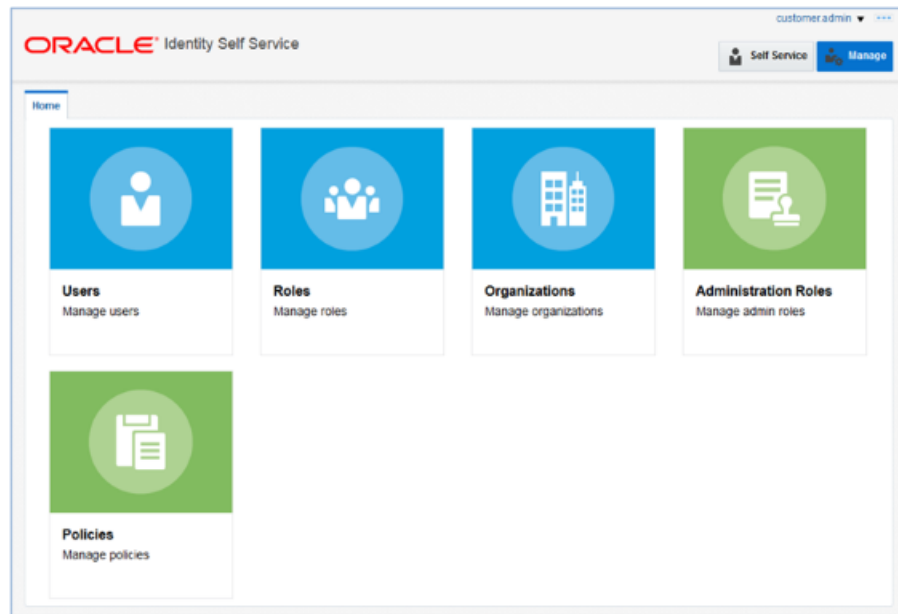 customer.admin
ORACLE Identity Self Service
Self Service
Manage
Home
Users
Manage users
Roles
Manage roles
Organizations
Manage organizations
Administration Roles
Manage admin roles
Policies
Manage policies